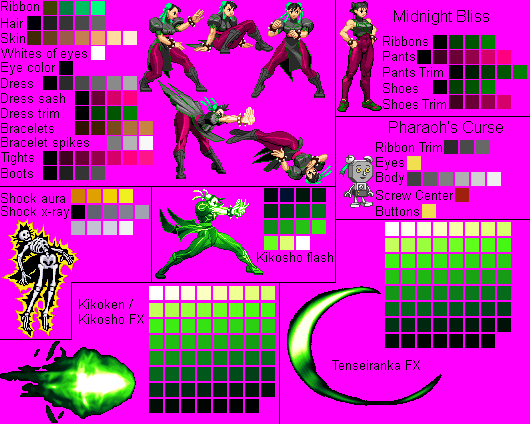 Ribbon
Hair
Skin
Whites of eyes
Eye color
Dress
Dress sash
Dress trim
Bracelets
Bracelet spikes
Tights
Boots
Midnight Bliss
Ribbons
Pants
Pants Trim
Shoes
Shoes Trim
Pharaoh's Curse
Ribbon Trim
Eyes
Body
Screw Center
Buttons
Shock aura
Shock x-ray
Kikosho flash
Kikoken /
Kikosho FX
Tenseiranka FX